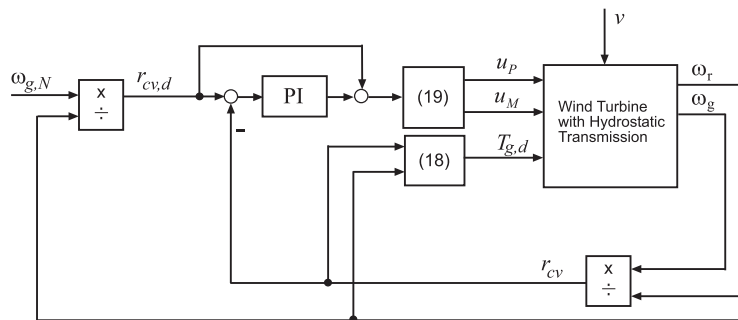 v
ω_{g,N}
x
÷
r_{cv,d}
PI
(19)
u_P
u_M
Wind Turbine
with Hydrostatic
Transmission
ω_r
ω_g
-
(18)
T_{g,d}
r_{cv}
x
÷